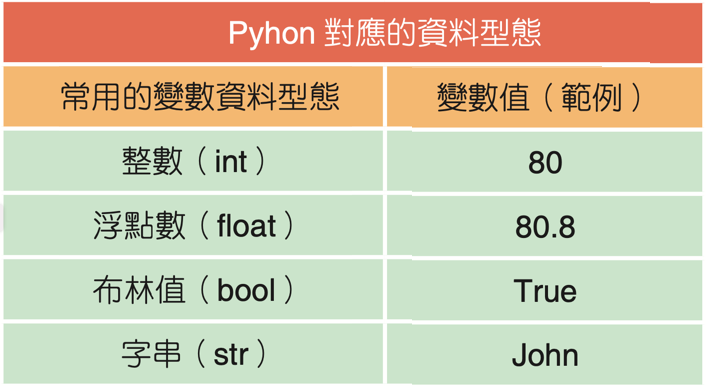 Pyhon 對應的資料型態
常用的變數資料型態 變數值（範例）
整數（int） 80
浮點數（float） 80.8
布林值（bool） True
字串（str） John